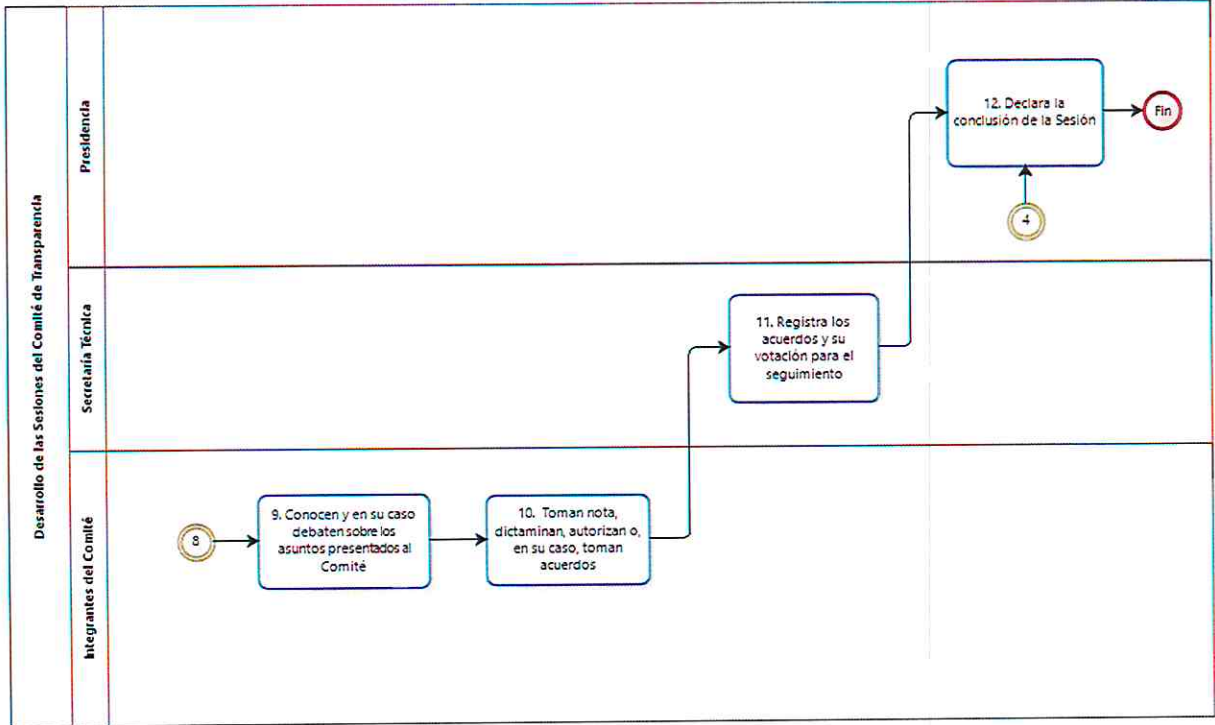 Desarrollo de las Sesiones del Comité de Transparencia
Presidencia
12. Declara la
conclusión de la Sesión
Fin
4
Secretaría Técnica
11. Registra los
acuerdos y su
votación para el
seguimiento
Integrantes del Comité
8
9. Conocen y en su caso
debaten sobre los
asuntos presentados al
Comité
10. Toman nota,
dictaminan, autorizan o,
en su caso, toman
acuerdos